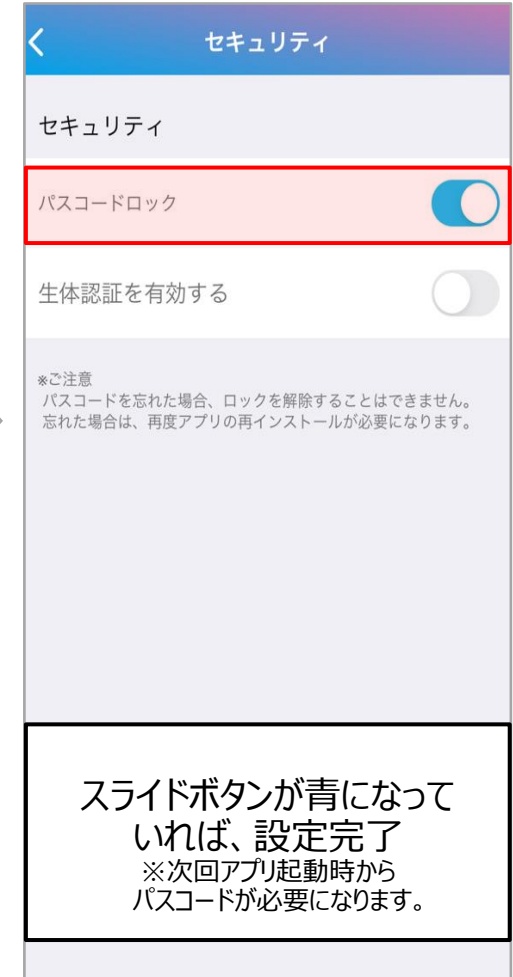 セキュリティ
セキュリティ
パスコードロック
生体認証を有効する
※ご注意
パスコードを忘れた場合、ロックを解除することはできません。
忘れた場合は、再度アプリの再インストールが必要になります。
スライドボタンが青になって
いれば、設定完了
※次回アプリ起動時から
パスコードが必要になります。